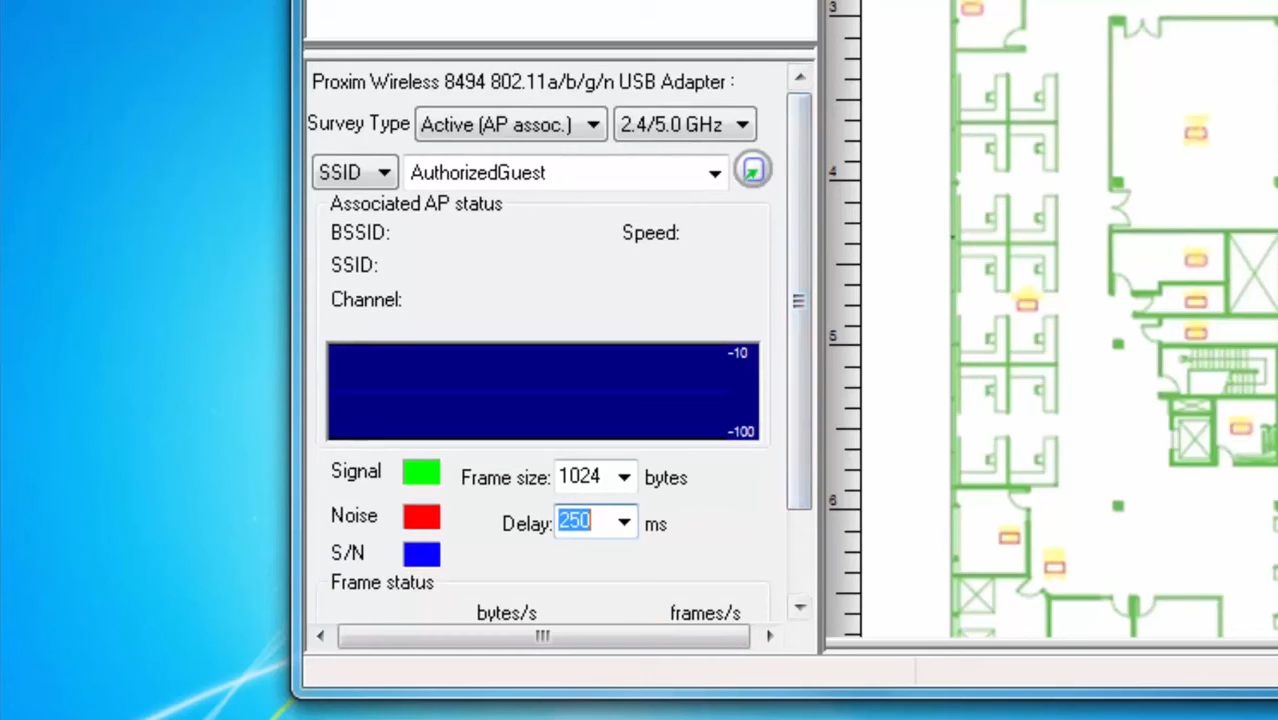 3
Proxim Wireless 8494 802.11a/b/g/n USB Adapter :
Survey Type Active (AP assoc.) 2.4/5.0 GHz
4
SSID AuthorizedGuest
Associated AP status
BSSID: Speed:
SSID:
Channel:
5
-10
-100
Signal Frame size: 1024 bytes
6
Noise Delay: 250 ms
S/N
Frame status
bytes/s frames/s